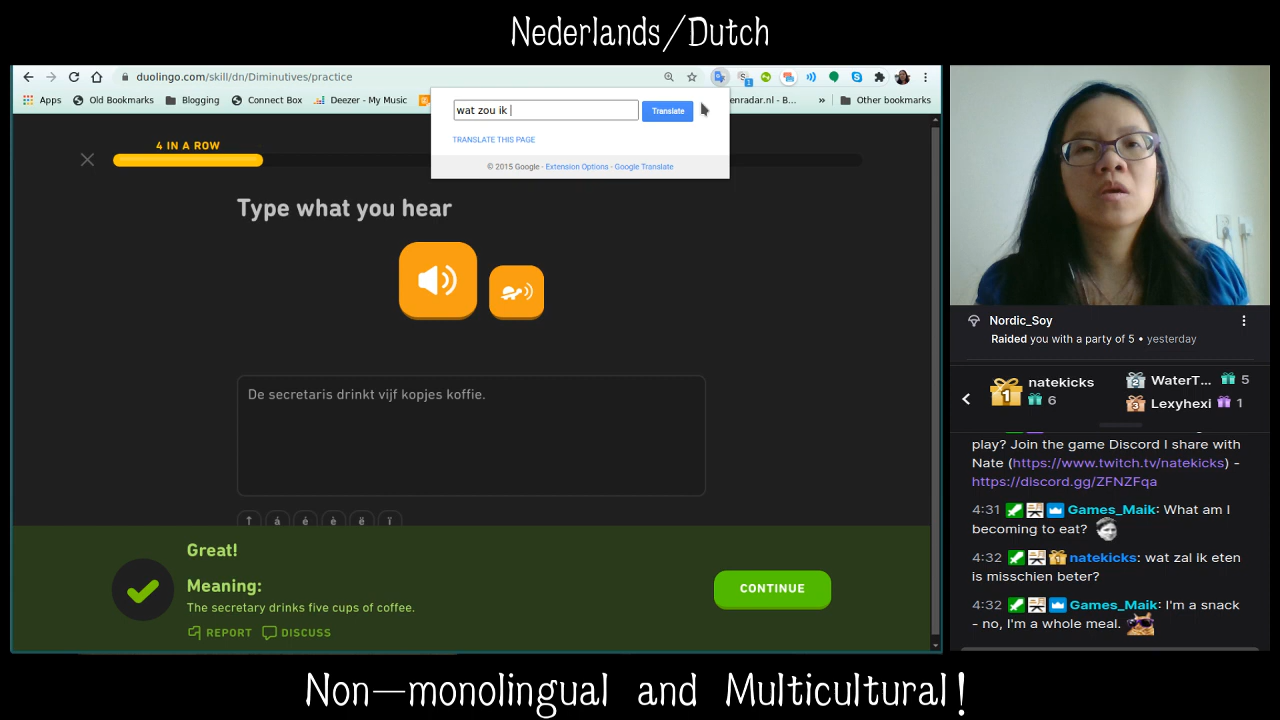 Nederlands/Dutch
duolingo.com/skill/dn/Diminutives/practice
Apps Old Bookmarks Blogging Connect Box Deezer - My Music enradar.nl - B... » Other bookmarks
wat zou ik
Translate
TRANSLATE THIS PAGE
© 2015 Google - Extension Options - Google Translate
4 IN A ROW
Type what you hear
De secretaris drinkt vijf kopjes koffie.
↑ á é è ë ï
Great!
Meaning:
The secretary drinks five cups of coffee.
REPORT DISCUSS
CONTINUE
Nordic_Soy
Raided you with a party of 5 • yesterday
1 natekicks
6
2 WaterT... 5
3 Lexyhexi 1
play? Join the game Discord I share with
Nate (https://www.twitch.tv/natekicks) -
https://discord.gg/ZFNZFqa
4:31 Games_Maik: What am I
becoming to eat?
4:32 natekicks: wat zal ik eten
is misschien beter?
4:32 Games_Maik: I'm a snack
- no, I'm a whole meal.
Non-monolingual and Multicultural!